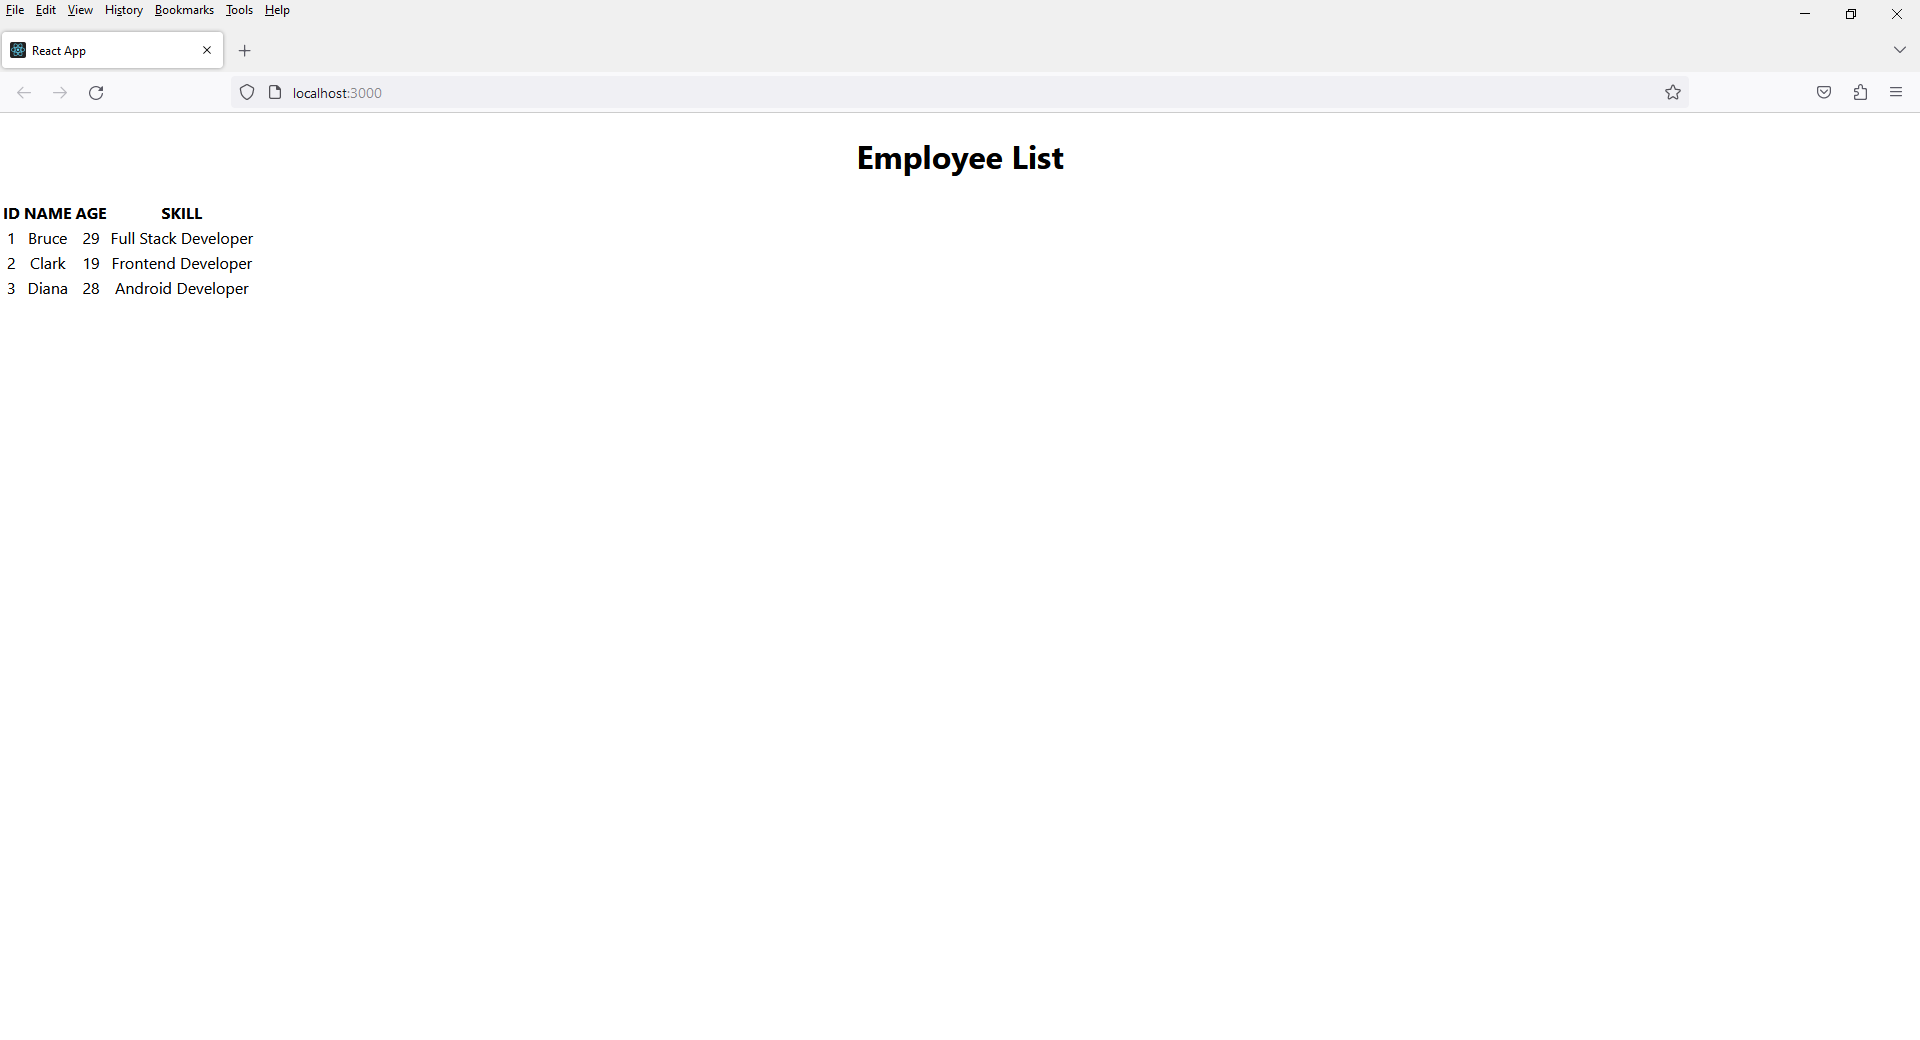 File Edit View History Bookmarks Tools Help
React App
localhost:3000
Employee List
ID NAME AGE SKILL
1 Bruce 29 Full Stack Developer
2 Clark 19 Frontend Developer
3 Diana 28 Android Developer